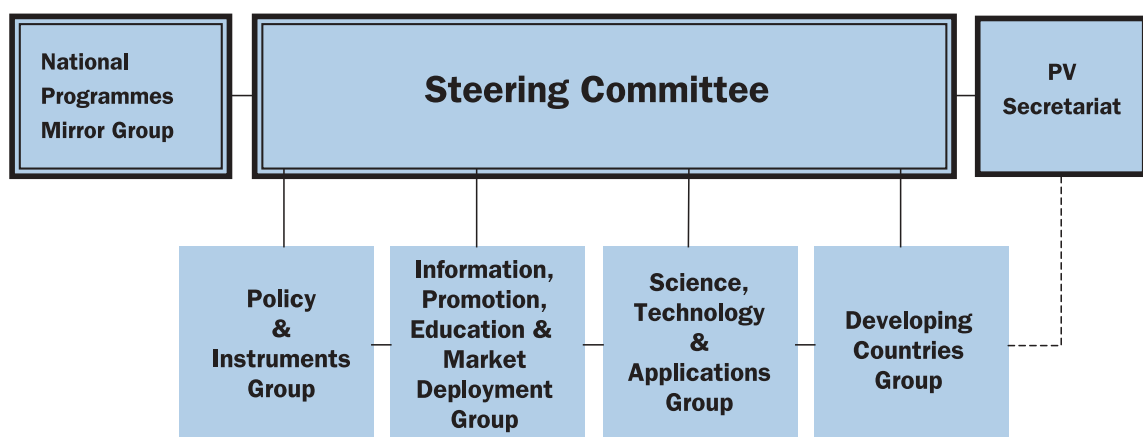 National
Programmes
Mirror Group
Steering Committee
PV
Secretariat
Policy
&
Instruments
Group
Information,
Promotion,
Education &
Market
Deployment
Group
Science,
Technology
&
Applications
Group
Developing
Countries
Group